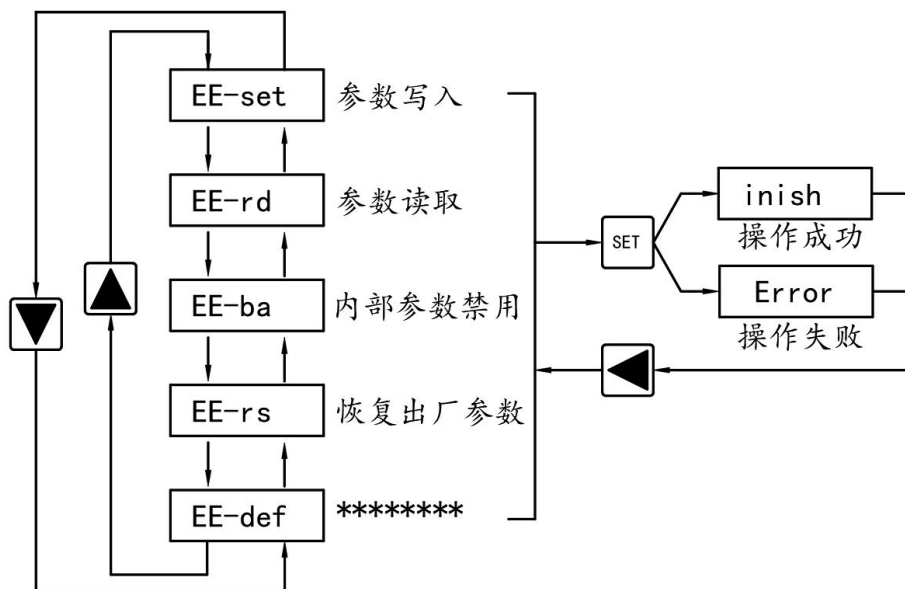 EE-set 参数写入
EE-rd 参数读取
EE-ba 内部参数禁用
EE-rs 恢复出厂参数
EE-def ********
SET
inish
操作成功
Error
操作失败